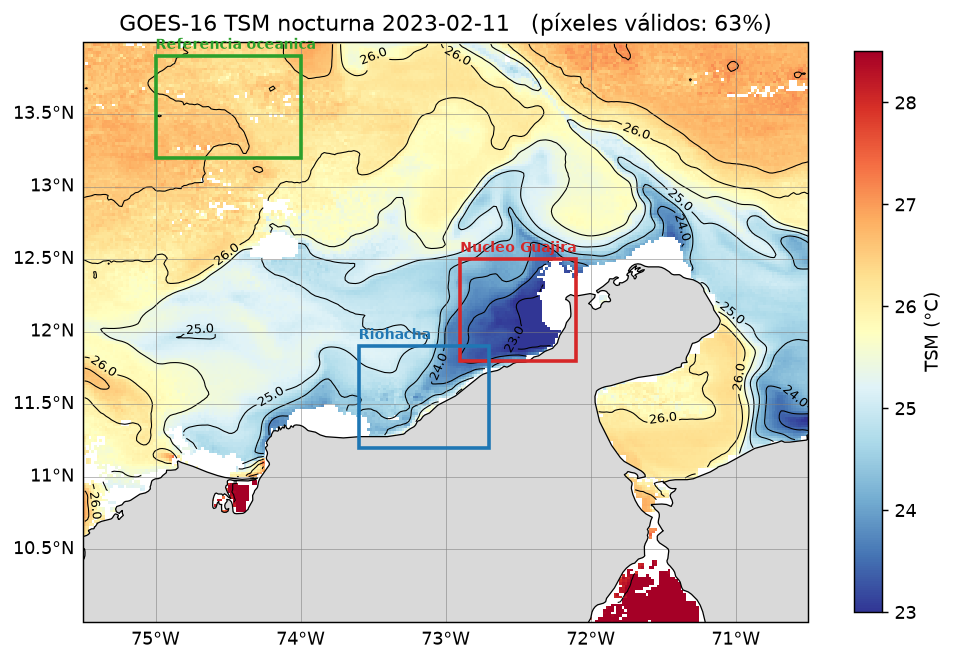 GOES-16 TSM nocturna 2023-02-11   (píxeles válidos: 63%)
Referencia oceánica
26.0
26.0
26.0
13.5°N
13°N
25.0
24.0
12.5°N
26.0
Núcleo Guajira
12°N
25.0
Riohacha
23.0
25.0
26.0
24.0
26.0
24.0
11.5°N
25.0
26.0
11°N
26.0
10.5°N
75°W
74°W
73°W
72°W
71°W
28
27
26
25
24
23
TSM (°C)